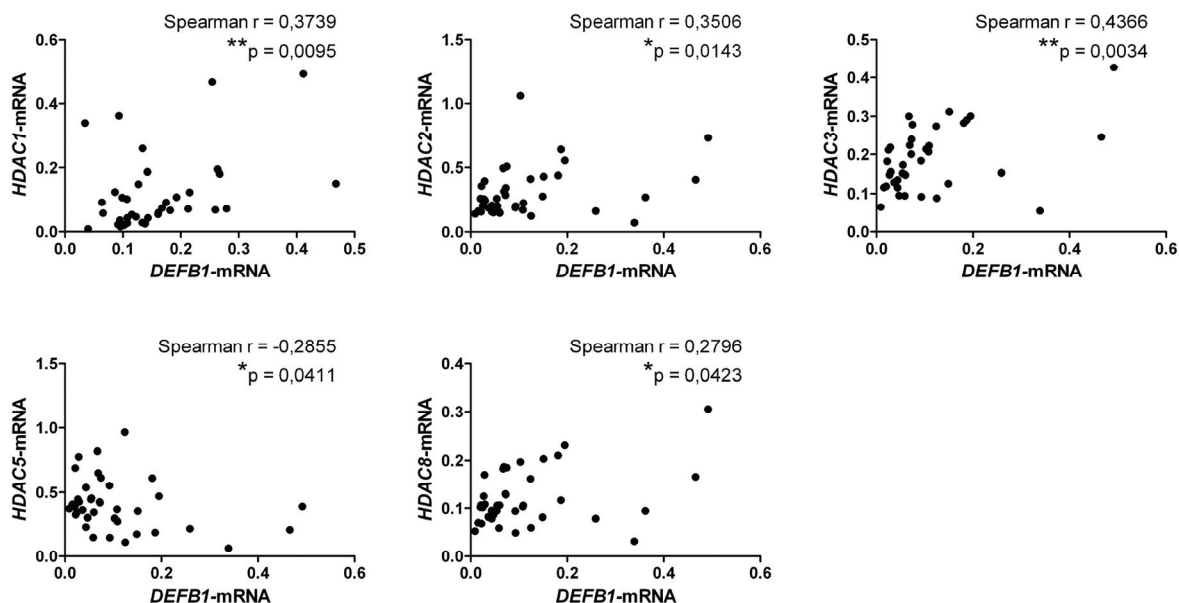 Spearman r = 0,3739
**p = 0,0095
HDAC1-mRNA
0.6
0.4
0.2
0.0
0.0 0.1 0.2 0.3 0.4 0.5
DEFB1-mRNA
Spearman r = 0,3506
*p = 0,0143
HDAC2-mRNA
1.5
1.0
0.5
0.0
0.0 0.2 0.4 0.6
DEFB1-mRNA
Spearman r = 0,4366
**p = 0,0034
HDAC3-mRNA
0.5
0.4
0.3
0.2
0.1
0.0
0.0 0.2 0.4 0.6
DEFB1-mRNA
Spearman r = -0,2855
*p = 0,0411
HDAC5-mRNA
1.5
1.0
0.5
0.0
0.0 0.2 0.4 0.6
DEFB1-mRNA
Spearman r = 0,2796
*p = 0,0423
HDAC8-mRNA
0.4
0.3
0.2
0.1
0.0
0.0 0.2 0.4 0.6
DEFB1-mRNA